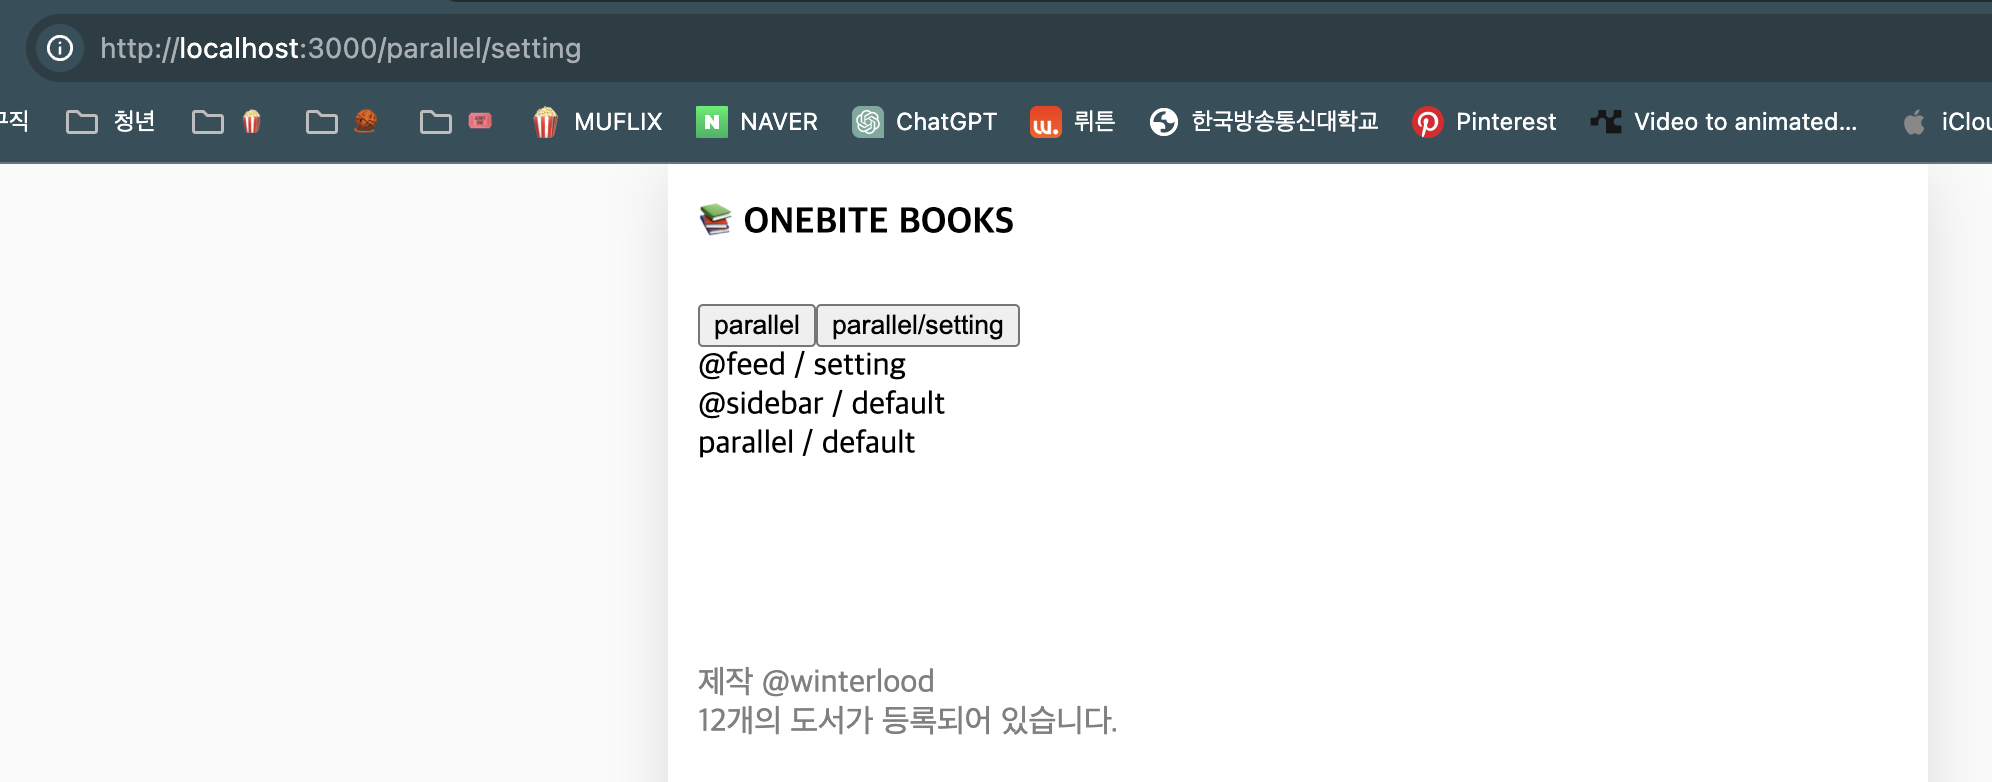 http://localhost:3000/parallel/setting
구직 청년 MUFLIX NAVER ChatGPT 뤼튼 한국방송통신대학교 Pinterest Video to animated... iClou
ONEBITE BOOKS
parallel parallel/setting
@feed / setting
@sidebar / default
parallel / default
제작 @winterlood
12개의 도서가 등록되어 있습니다.